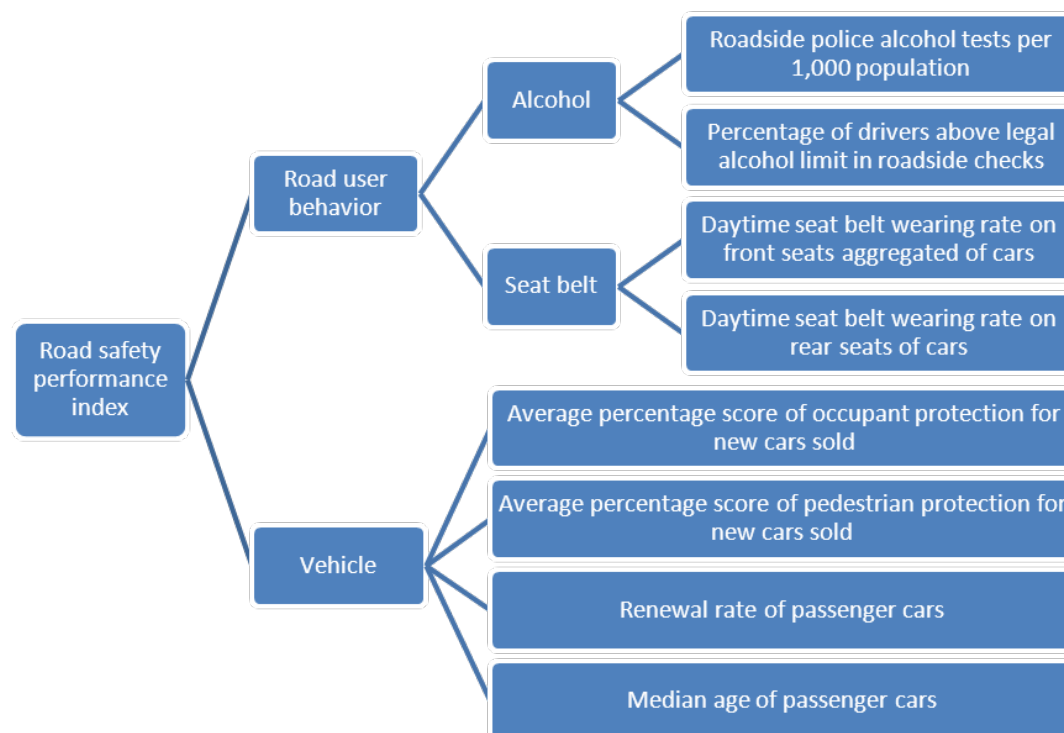 Roadside police alcohol tests per
1,000 population
Alcohol
Percentage of drivers above legal
alcohol limit in roadside checks
Road user
behavior
Daytime seat belt wearing rate on
front seats aggregated of cars
Seat belt
Daytime seat belt wearing rate on
rear seats of cars
Road safety
performance
index
Average percentage score of occupant protection for
new cars sold
Average percentage score of pedestrian protection for
new cars sold
Vehicle
Renewal rate of passenger cars
Median age of passenger cars